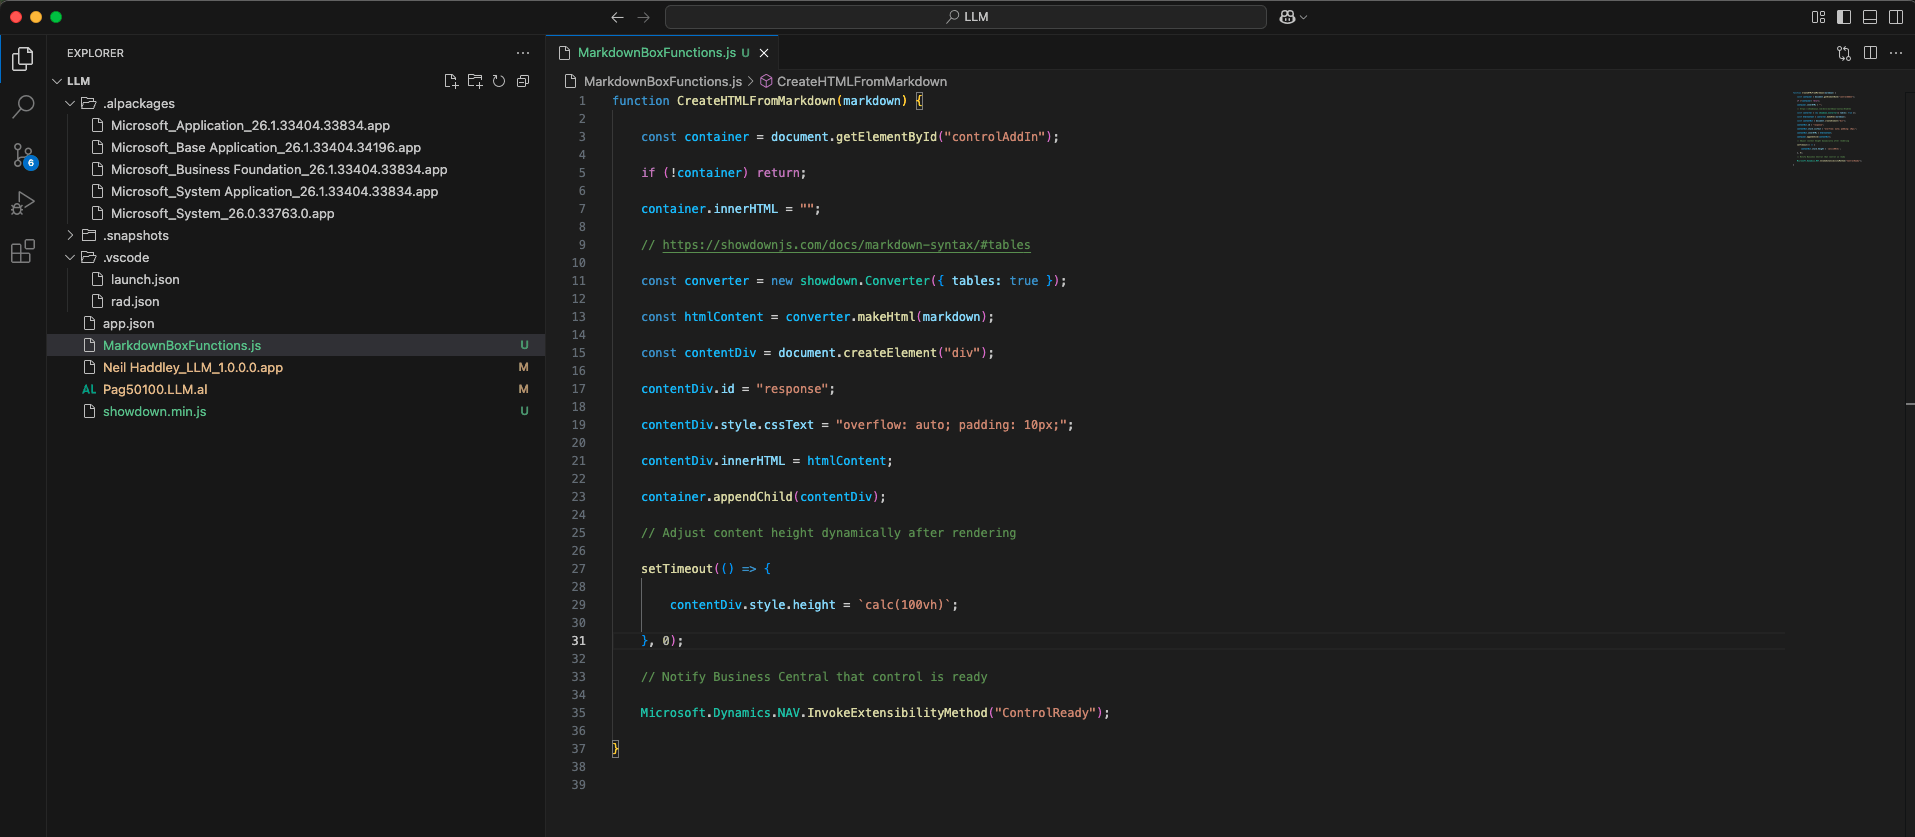 LLM
EXPLORER
LLM
.alpackages
Microsoft_Application_26.1.33404.33834.app
Microsoft_Base Application_26.1.33404.34196.app
Microsoft_Business Foundation_26.1.33404.33834.app
Microsoft_System Application_26.1.33404.33834.app
Microsoft_System_26.0.33763.0.app
.snapshots
.vscode
launch.json
rad.json
app.json
MarkdownBoxFunctions.js U
Neil Haddley_LLM_1.0.0.0.app M
AL Pag50100.LLM.al M
showdown.min.js U
6
MarkdownBoxFunctions.js U
MarkdownBoxFunctions.js > CreateHTMLFromMarkdown
1 function CreateHTMLFromMarkdown(markdown) {
2
3 const container = document.getElementById("controlAddIn");
4
5 if (!container) return;
6
7 container.innerHTML = "";
8
9 // https://showdownjs.com/docs/markdown-syntax/#tables
10
11 const converter = new showdown.Converter({ tables: true });
12
13 const htmlContent = converter.makeHtml(markdown);
14
15 const contentDiv = document.createElement("div");
16
17 contentDiv.id = "response";
18
19 contentDiv.style.cssText = "overflow: auto; padding: 10px;";
20
21 contentDiv.innerHTML = htmlContent;
22
23 container.appendChild(contentDiv);
24
25 // Adjust content height dynamically after rendering
26
27 setTimeout(() => {
28
29 contentDiv.style.height = `calc(100vh)`;
30
31 }, 0);
32
33 // Notify Business Central that control is ready
34
35 Microsoft.Dynamics.NAV.InvokeExtensibilityMethod("ControlReady");
36
37 }
38
39